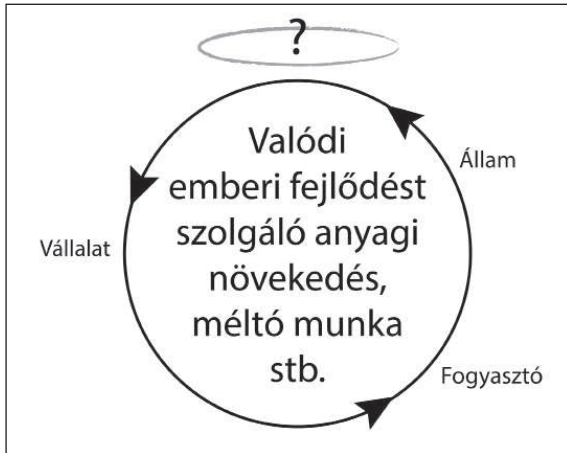 ?
Valódi
emberi fejlődést
szolgáló anyagi
növekedés,
méltó munka
stb.
Állam
Vállalat
Fogyasztó